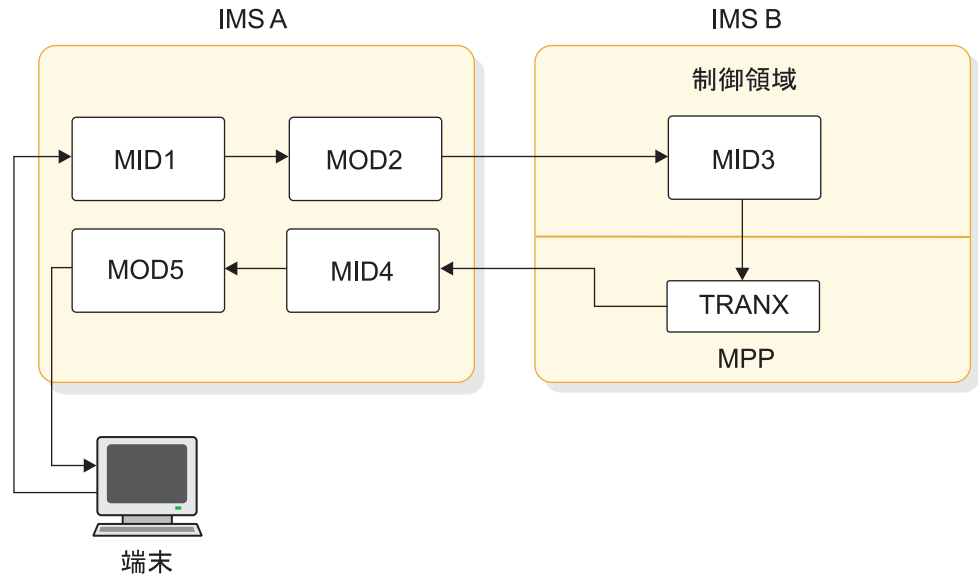 IMS A
IMS B
制御領域
MID1
MOD2
MID3
MOD5
MID4
TRANX
MPP
端末